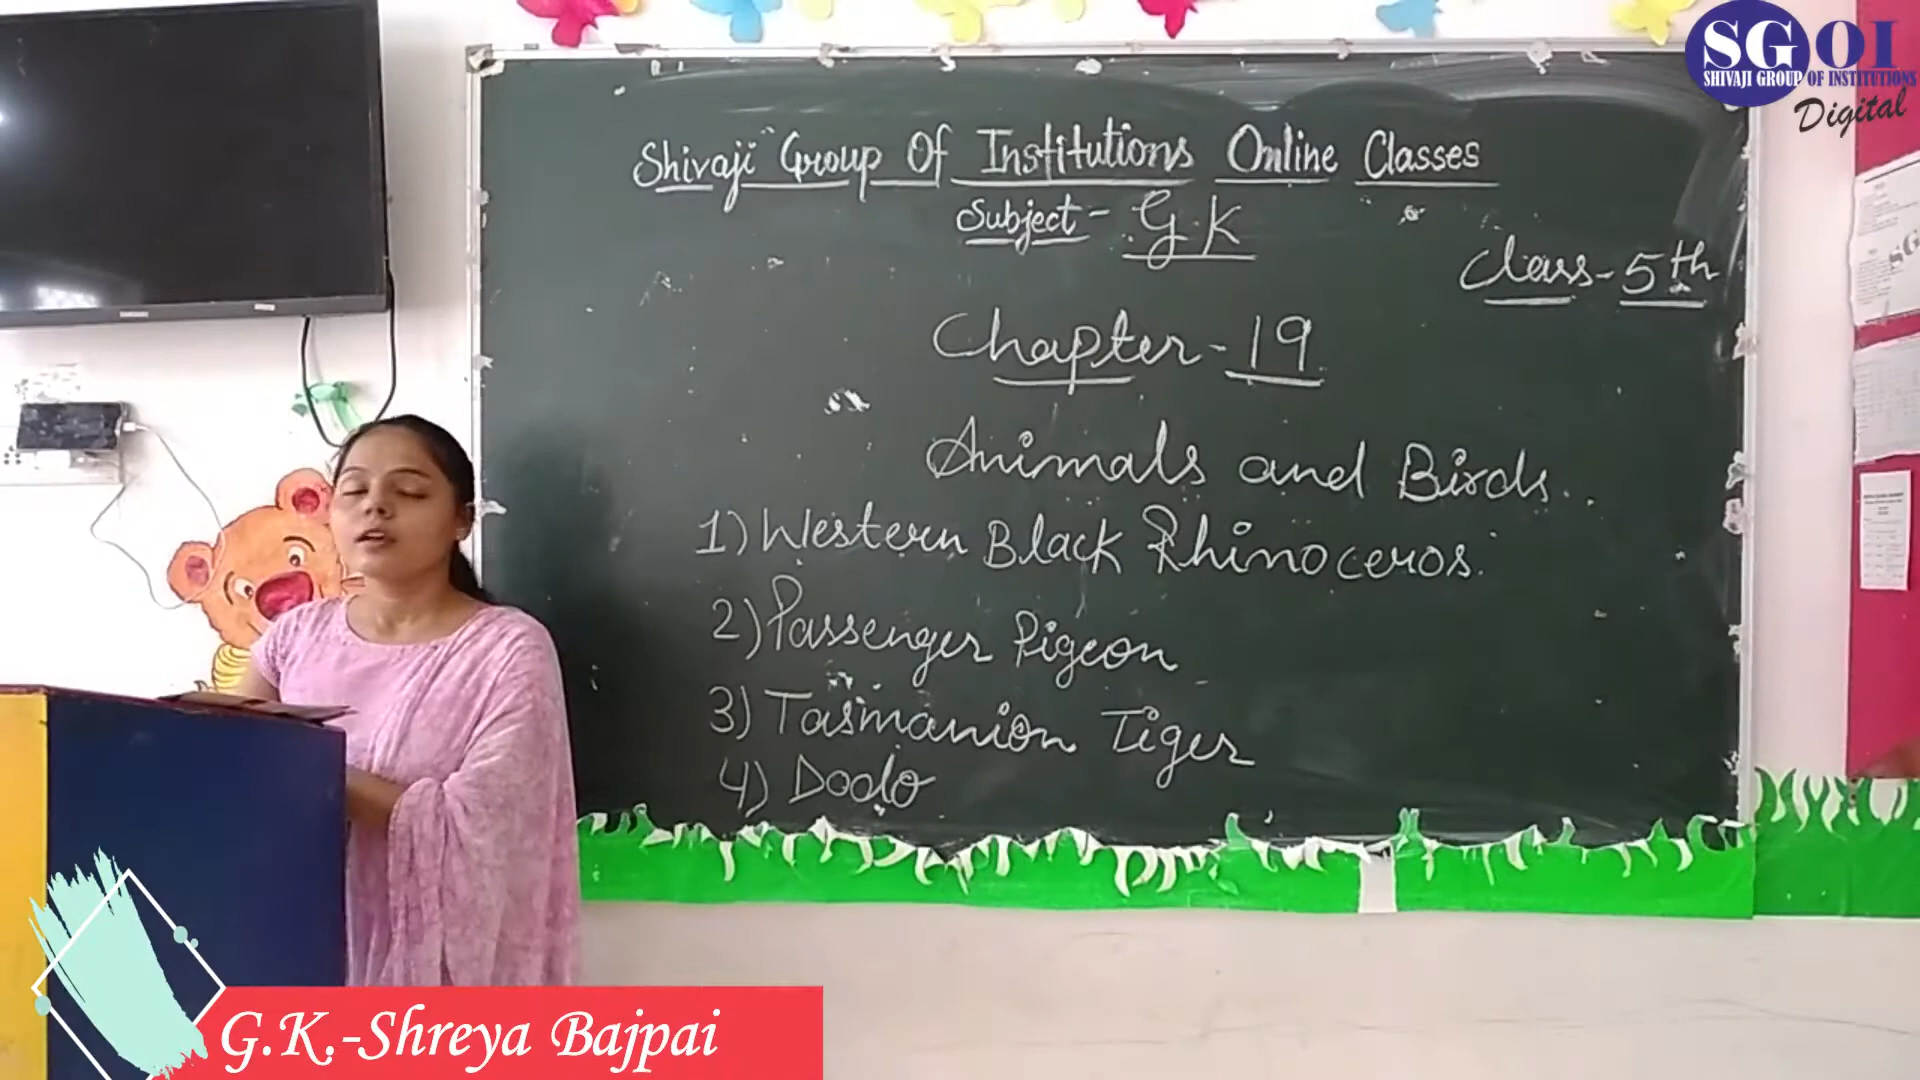 SGOI
SHIVAJI GROUP OF INSTITUTIONS
Digital
Shivaji Group Of Institutions Online Classes
Subject - G.K
Class - 5th
Chapter - 19
Animals and Birds..
1) Western Black Rhinoceros.
2) Passenger Pigeon
3) Tasmanion Tiger
4) Dodo
G.K.-Shreya Bajpai